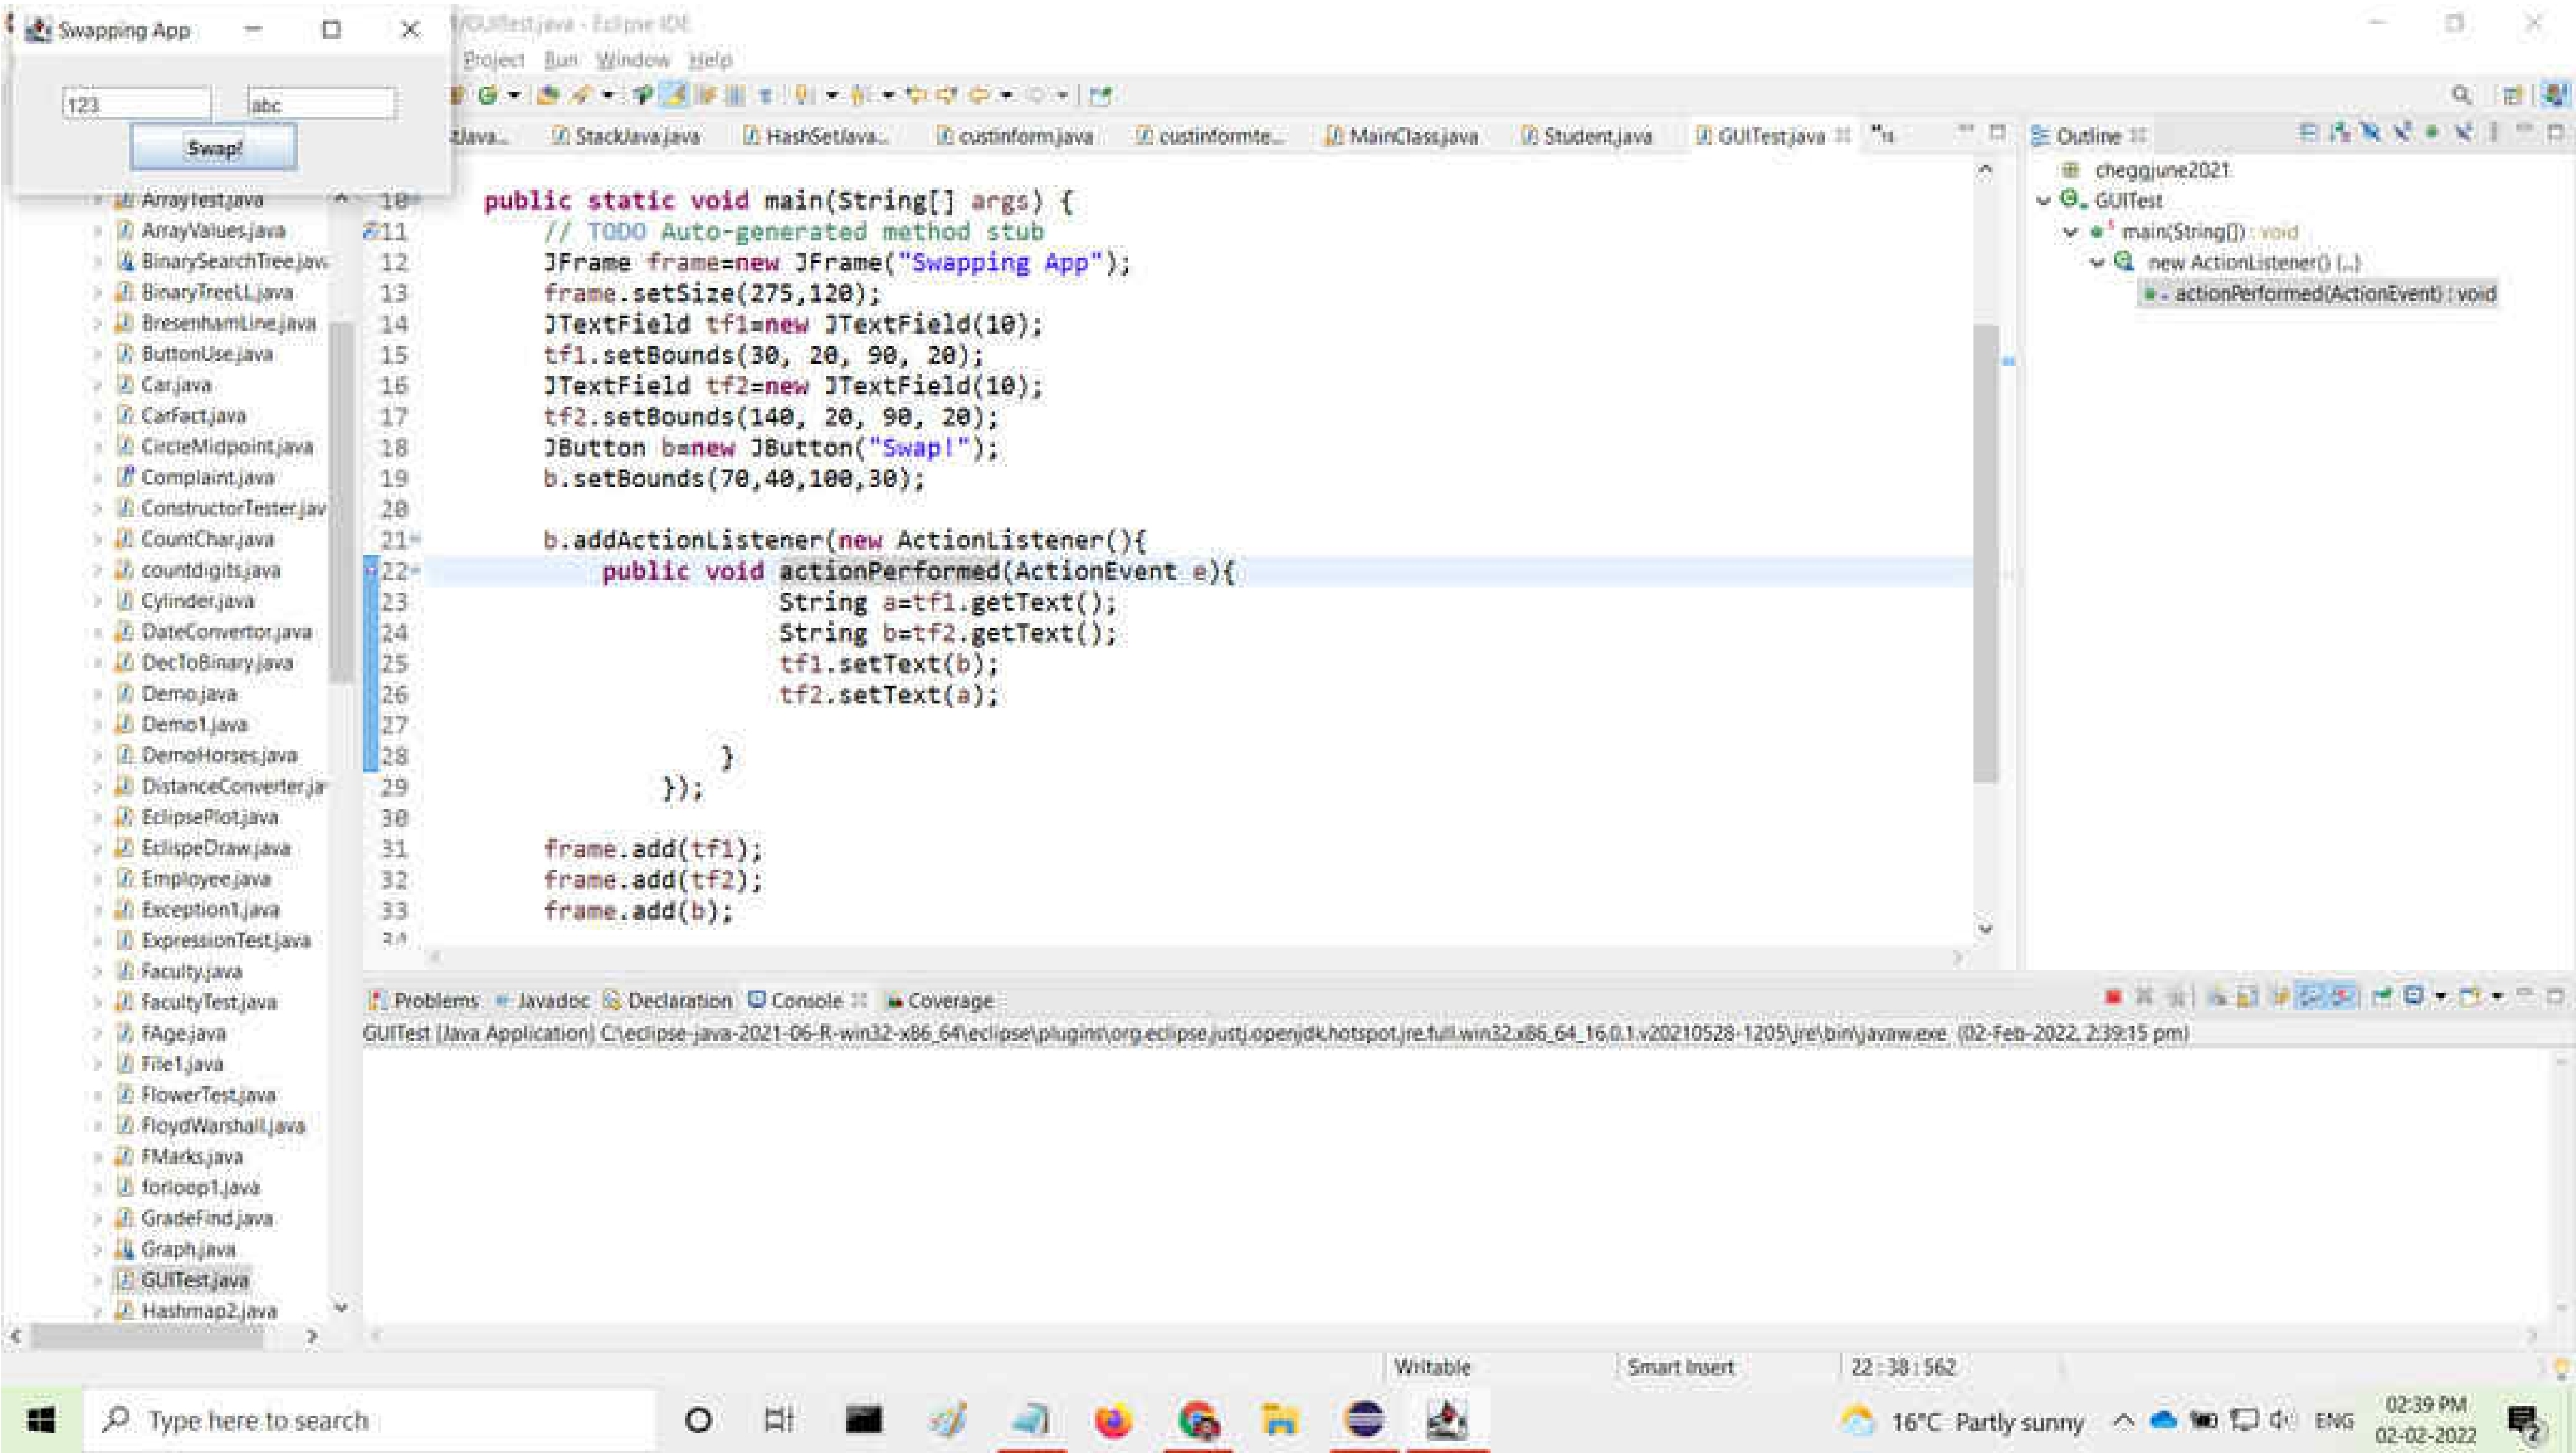 Swapping App
/GUITest.java - Eclipse IDE
Project Run Window Help
123
abc
Swap!
tJava...
StackJava.java
HashSetJava...
custinform.java
custinformte...
MainClass.java
Student.java
GUITest.java
ArrayTest.java
ArrayValues.java
BinarySearchTree.java
BinaryTreeLL.java
BresenhamLine.java
ButtonUse.java
Car.java
CarFact.java
CircleMidpoint.java
Complaint.java
ConstructorTester.jav
CountChar.java
countdigits.java
Cylinder.java
DateConvertor.java
DecToBinary.java
Demo.java
Demo1.java
DemoHorses.java
DistanceConverter.ja
EclipsePlot.java
EclispeDraw.java
Employee.java
Exception1.java
ExpressionTest.java
Faculty.java
FacultyTest.java
FAge.java
File1.java
FlowerTest.java
FloydWarshall.java
FMarks.java
forloop1.java
GradeFind.java
Graph.java
GUITest.java
Hashmap2.java
10 public static void main(String[] args) {
11 // TODO Auto-generated method stub
12 JFrame frame=new JFrame("Swapping App");
13 frame.setSize(275,120);
14 JTextField tf1=new JTextField(10);
15 tf1.setBounds(30, 20, 90, 20);
16 JTextField tf2=new JTextField(10);
17 tf2.setBounds(140, 20, 90, 20);
18 JButton b=new JButton("Swap!");
19 b.setBounds(70,40,100,30);
20
21 b.addActionListener(new ActionListener(){
22 public void actionPerformed(ActionEvent e){
23 String a=tf1.getText();
24 String b=tf2.getText();
25 tf1.setText(b);
26 tf2.setText(a);
27
28 }
29 });
30
31 frame.add(tf1);
32 frame.add(tf2);
33 frame.add(b);
34
Outline
cheggjune2021
GUITest
main(String[]) : void
new ActionListener() {...}
actionPerformed(ActionEvent) : void
Problems Javadoc Declaration Console Coverage
GUITest [Java Application] C:\eclipse-java-2021-06-R-win32-x86_64\eclipse\plugins\org.eclipse.justj.openjdk.hotspot.jre.full.win32.x86_64_16.0.1.v20210528-1205\jre\bin\javaw.exe (02-Feb-2022, 2:39:15 pm)
Writable
Smart Insert
22 : 38 : 562
Type here to search
16°C Partly sunny
ENG
02:39 PM
02-02-2022
2